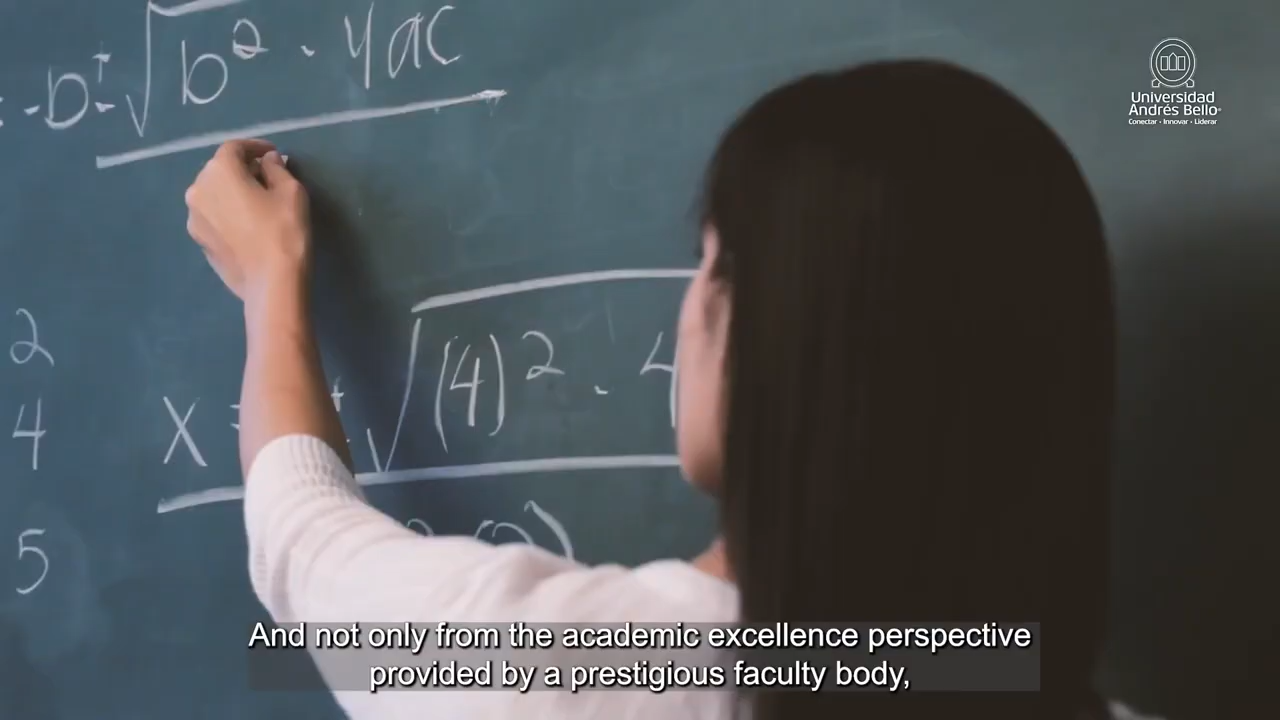 b² - 4ac
: -b ±
Universidad
Andrés Bello
Conectar · Innovar · Liderar
2
(4)² - 4
4
X =
5
And not only from the academic excellence perspective
provided by a prestigious faculty body,